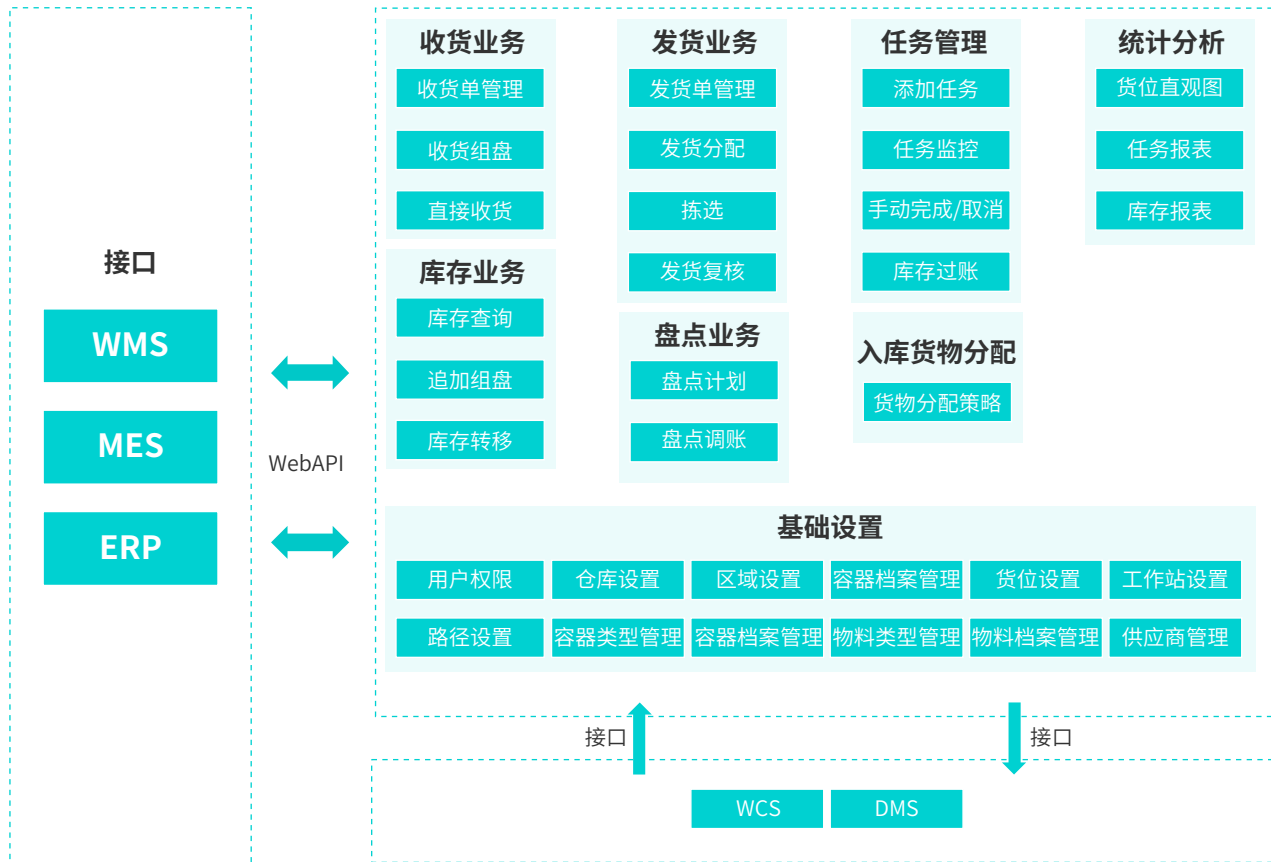 接口
WMS
MES
ERP
WebAPI
收货业务
收货单管理
收货组盘
直接收货
库存业务
库存查询
追加组盘
库存转移
发货业务
发货单管理
发货分配
拣选
发货复核
盘点业务
盘点计划
盘点调账
任务管理
添加任务
任务监控
手动完成/取消
库存过账
入库货物分配
货物分配策略
统计分析
货位直观图
任务报表
库存报表
基础设置
用户权限
仓库设置
区域设置
容器档案管理
货位设置
工作站设置
路径设置
容器类型管理
容器档案管理
物料类型管理
物料档案管理
供应商管理
接口
接口
WCS
DMS